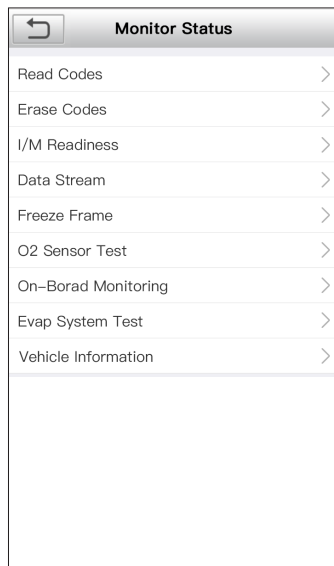 Monitor Status
Read Codes
Erase Codes
I/M Readiness
Data Stream
Freeze Frame
O2 Sensor Test
On-Borad Monitoring
Evap System Test
Vehicle Information